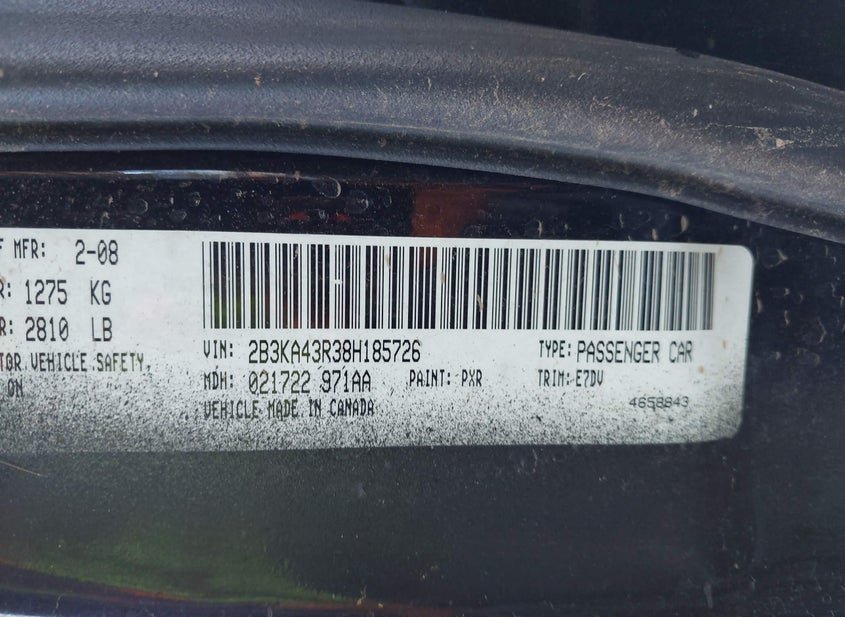 F MFR: 2-08
R: 1275 KG
R: 2810 LB
TOR VEHICLE SAFETY,
ON
VIN: 2B3KA43R38H185726 TYPE: PASSENGER CAR
MDH: 021722 971AA PAINT: PXR TRIM: E7DV
VEHICLE MADE IN CANADA 4658843